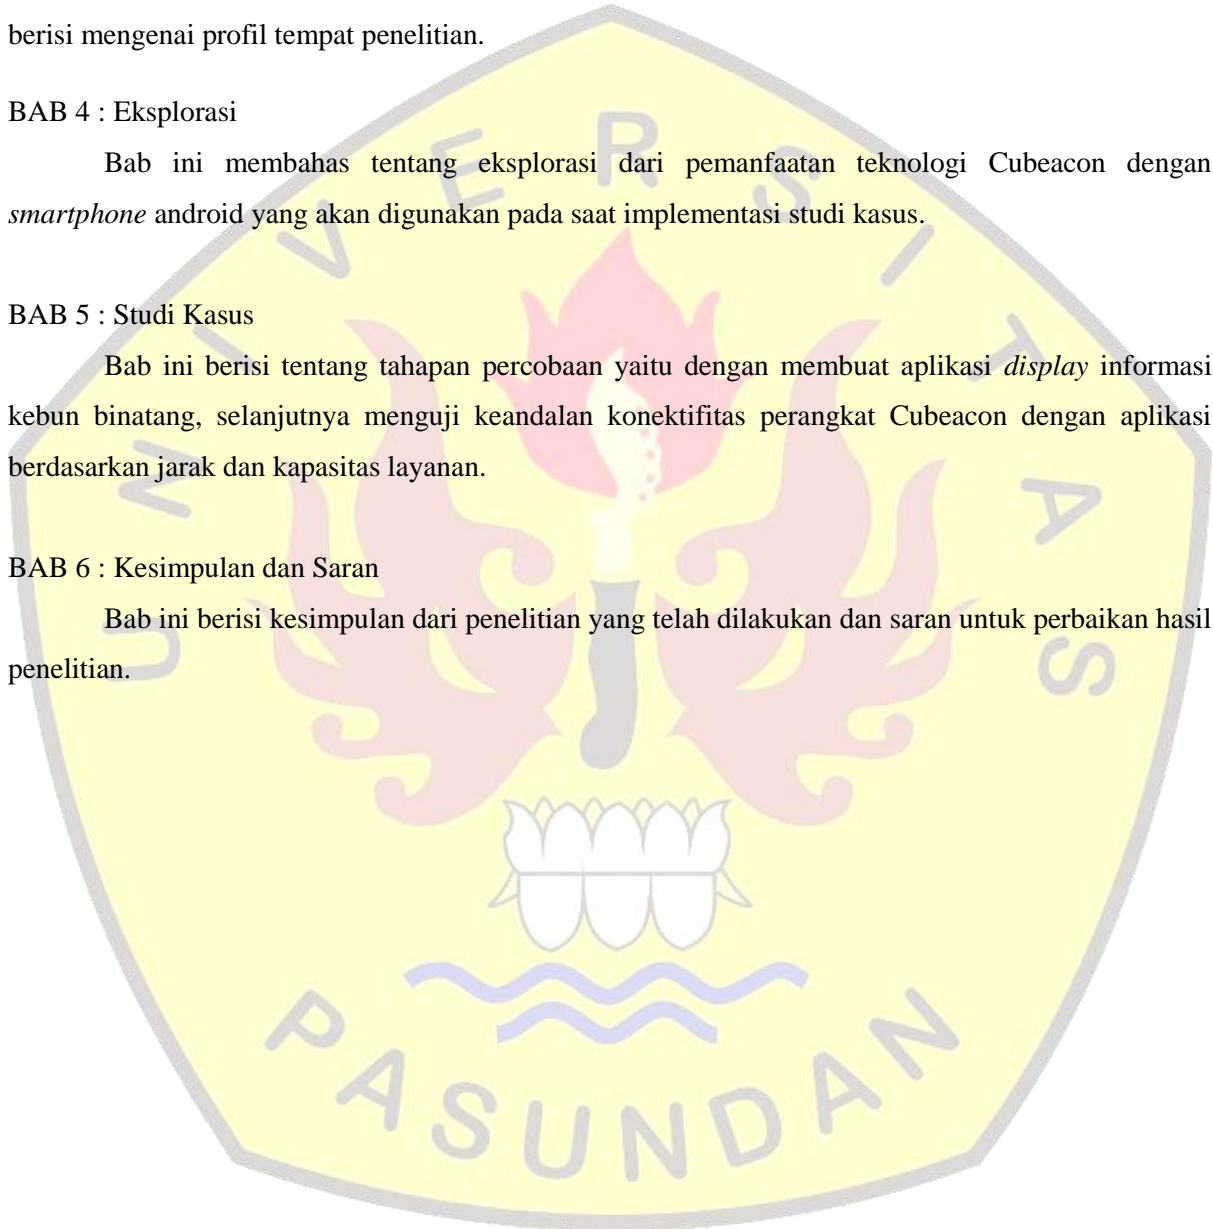 berisi mengenai profil tempat penelitian.
BAB 4 : Eksplorasi
Bab ini membahas tentang eksplorasi dari pemanfaatan teknologi Cubeacon dengan
smartphone android yang akan digunakan pada saat implementasi studi kasus.
BAB 5 : Studi Kasus
Bab ini berisi tentang tahapan percobaan yaitu dengan membuat aplikasi display informasi
kebun binatang, selanjutnya menguji keandalan konektifitas perangkat Cubeacon dengan aplikasi
berdasarkan jarak dan kapasitas layanan.
BAB 6 : Kesimpulan dan Saran
Bab ini berisi kesimpulan dari penelitian yang telah dilakukan dan saran untuk perbaikan hasil
penelitian.
UNIVERSITAS
PASUNDAN